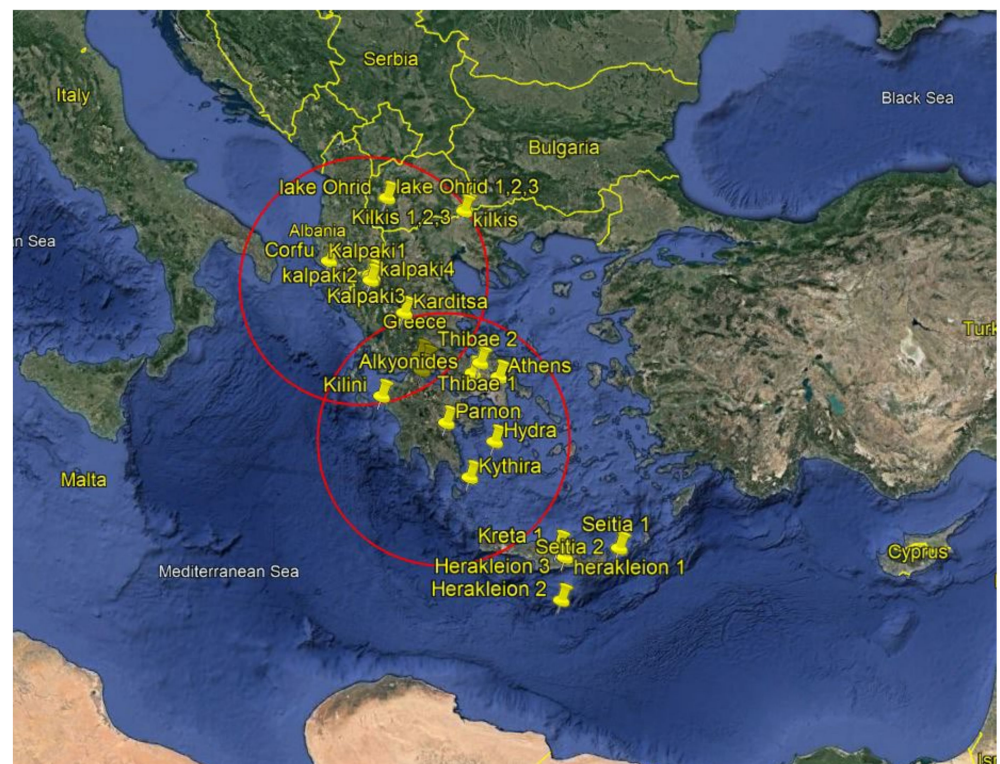 Serbia
Italy
Black Sea
Bulgaria
lake Ohrid
lake Ohrid 1,2,3
Kilkis 1,2,3
kilkis
Albania
n Sea
Corfu
Kalpaki1
kalpaki2
kalpaki4
Kalpaki3
Karditsa
Greece
Turk
Thibae 2
Alkyonides
Athens
Kilini
Thibae 1
Parnon
Hydra
Kythira
Malta
Seitia 1
Kreta 1
Seitia 2
Cyprus
Herakleion 3
herakleion 1
Mediterranean Sea
Herakleion 2
Isr